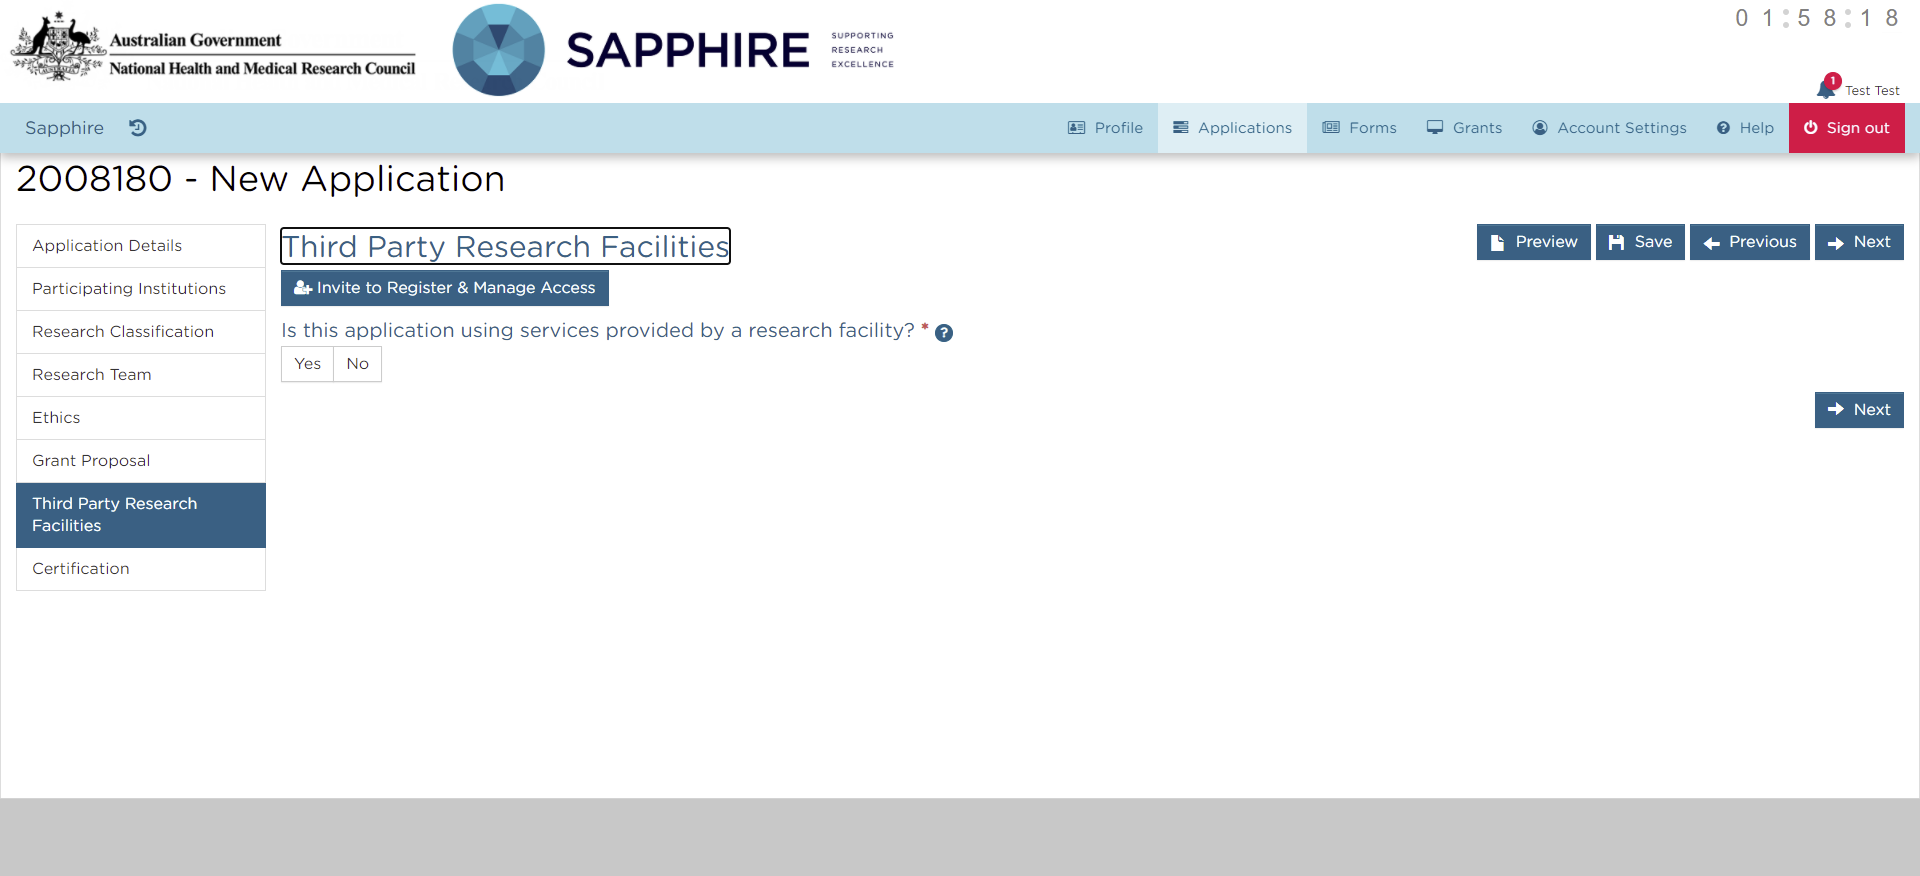 01:58:18
Australian Government
National Health and Medical Research Council
SAPPHIRE
SUPPORTING
RESEARCH
EXCELLENCE
1
Test Test
Sapphire
Profile
Applications
Forms
Grants
Account Settings
Help
Sign out
2008180 - New Application
Application Details
Participating Institutions
Research Classification
Research Team
Ethics
Grant Proposal
Third Party Research
Facilities
Certification
Third Party Research Facilities
Preview
Save
Previous
Next
Invite to Register & Manage Access
Is this application using services provided by a research facility? * ?
Yes
No
Next